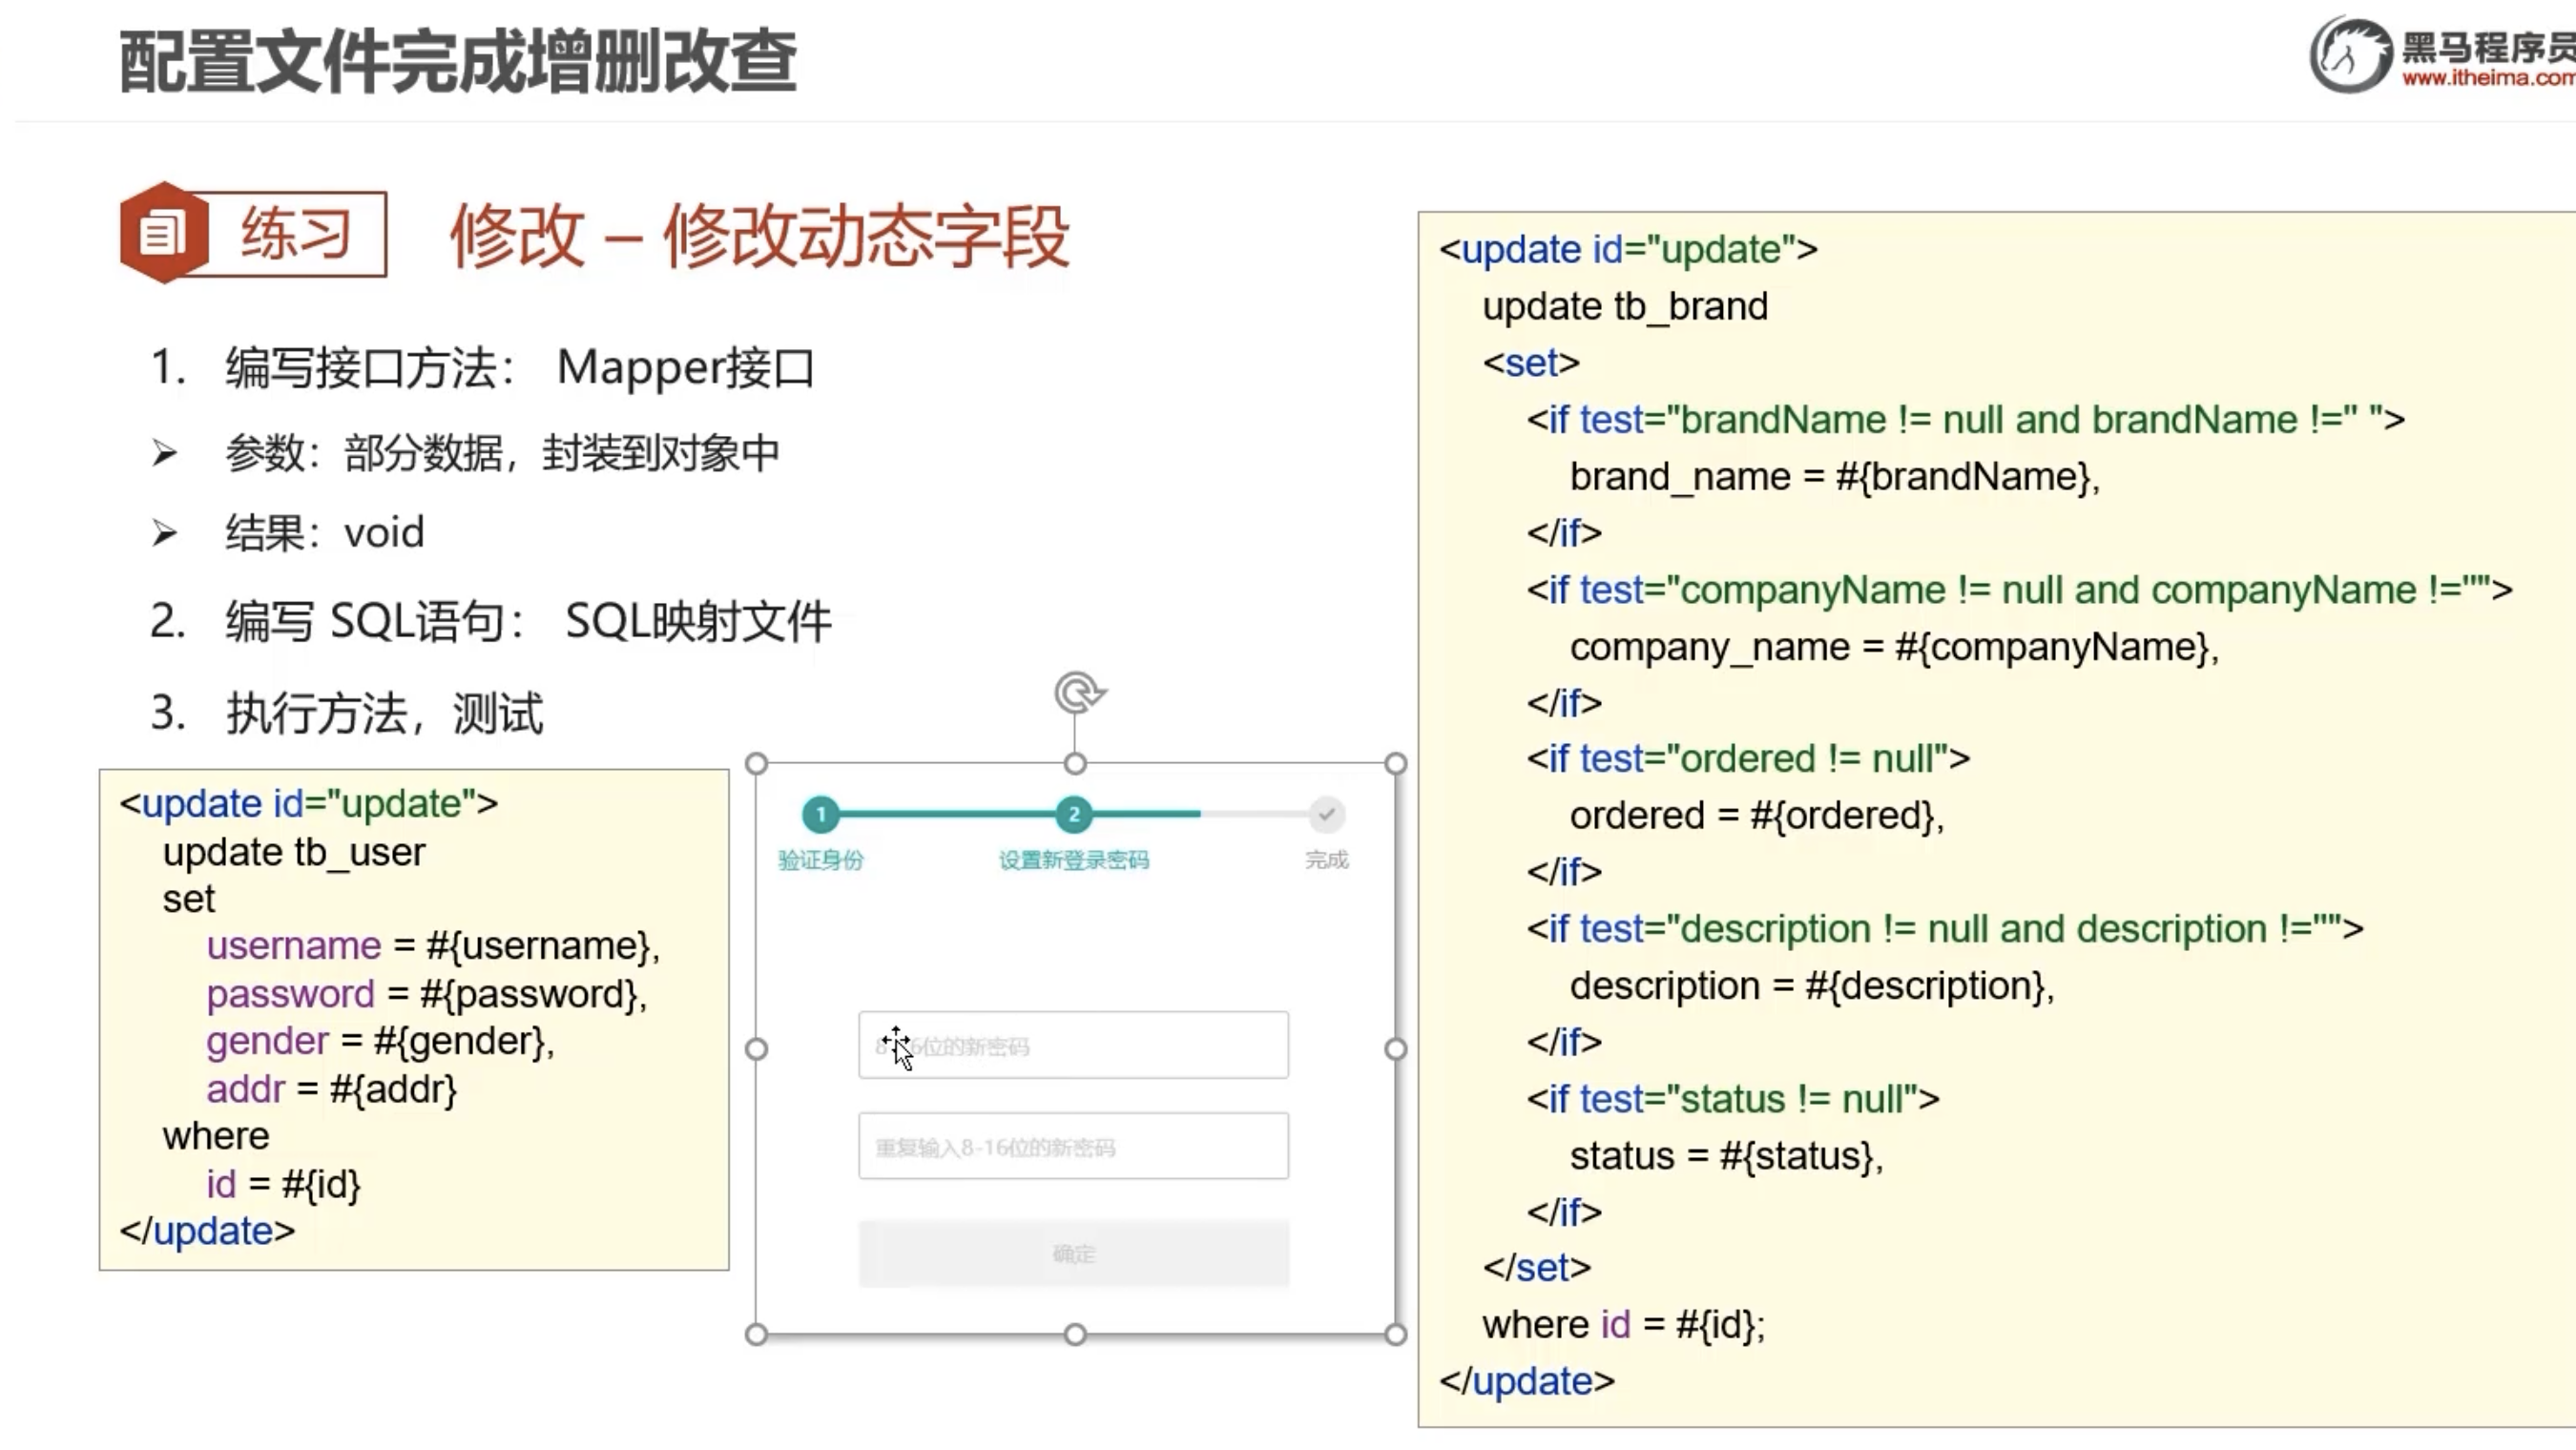 配置文件完成增删改查
黑马程序员
www.itheima.com
练习
修改 – 修改动态字段
1. 编写接口方法： Mapper接口
➢ 参数：部分数据，封装到对象中
➢ 结果：void
2. 编写 SQL语句： SQL映射文件
3. 执行方法，测试
<update id="update">
update tb_user
set
username = #{username},
password = #{password},
gender = #{gender},
addr = #{addr}
where
id = #{id}
</update>
1
2
验证身份
设置新登录密码
完成
位的新密码
重复输入8-16位的新密码
确定
<update id="update">
update tb_brand
<set>
<if test="brandName != null and brandName !=" ">
brand_name = #{brandName},
</if>
<if test="companyName != null and companyName !="">
company_name = #{companyName},
</if>
<if test="ordered != null">
ordered = #{ordered},
</if>
<if test="description != null and description !="">
description = #{description},
</if>
<if test="status != null">
status = #{status},
</if>
</set>
where id = #{id};
</update>